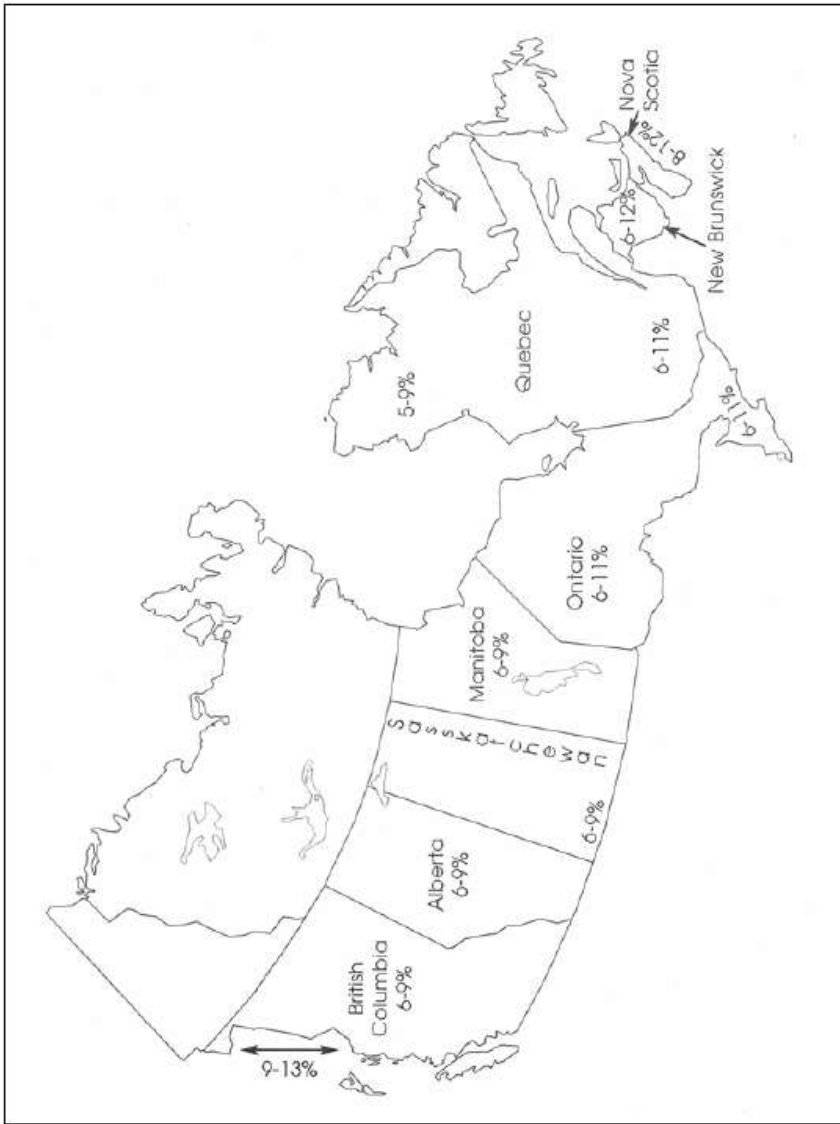 9-13%
British
Columbia
6-9%
Alberta
6-9%
Saskatchewan
6-9%
Manitoba
6-9%
Ontario
6-11%
6-11%
5-9%
Quebec
6-11%
6-12%
New Brunswick
8-12%
Nova
Scotia